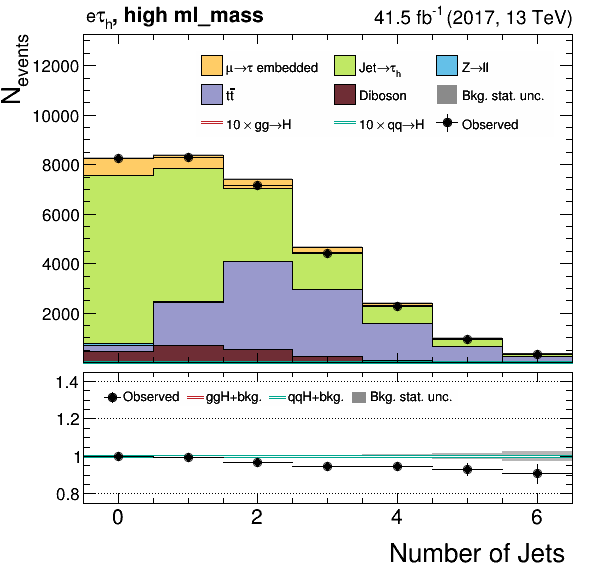 eτh, high ml_mass 41.5 fb-1 (2017, 13 TeV)
Nevents
12000
10000
8000
6000
4000
2000
μ→τ embedded Jet→τh Z→ll
tt̄ Diboson Bkg. stat. unc.
10 × gg→H 10 × qq→H Observed
1.4
1.2
1
0.8
Observed ggH+bkg. qqH+bkg. Bkg. stat. unc.
0 2 4 6
Number of Jets